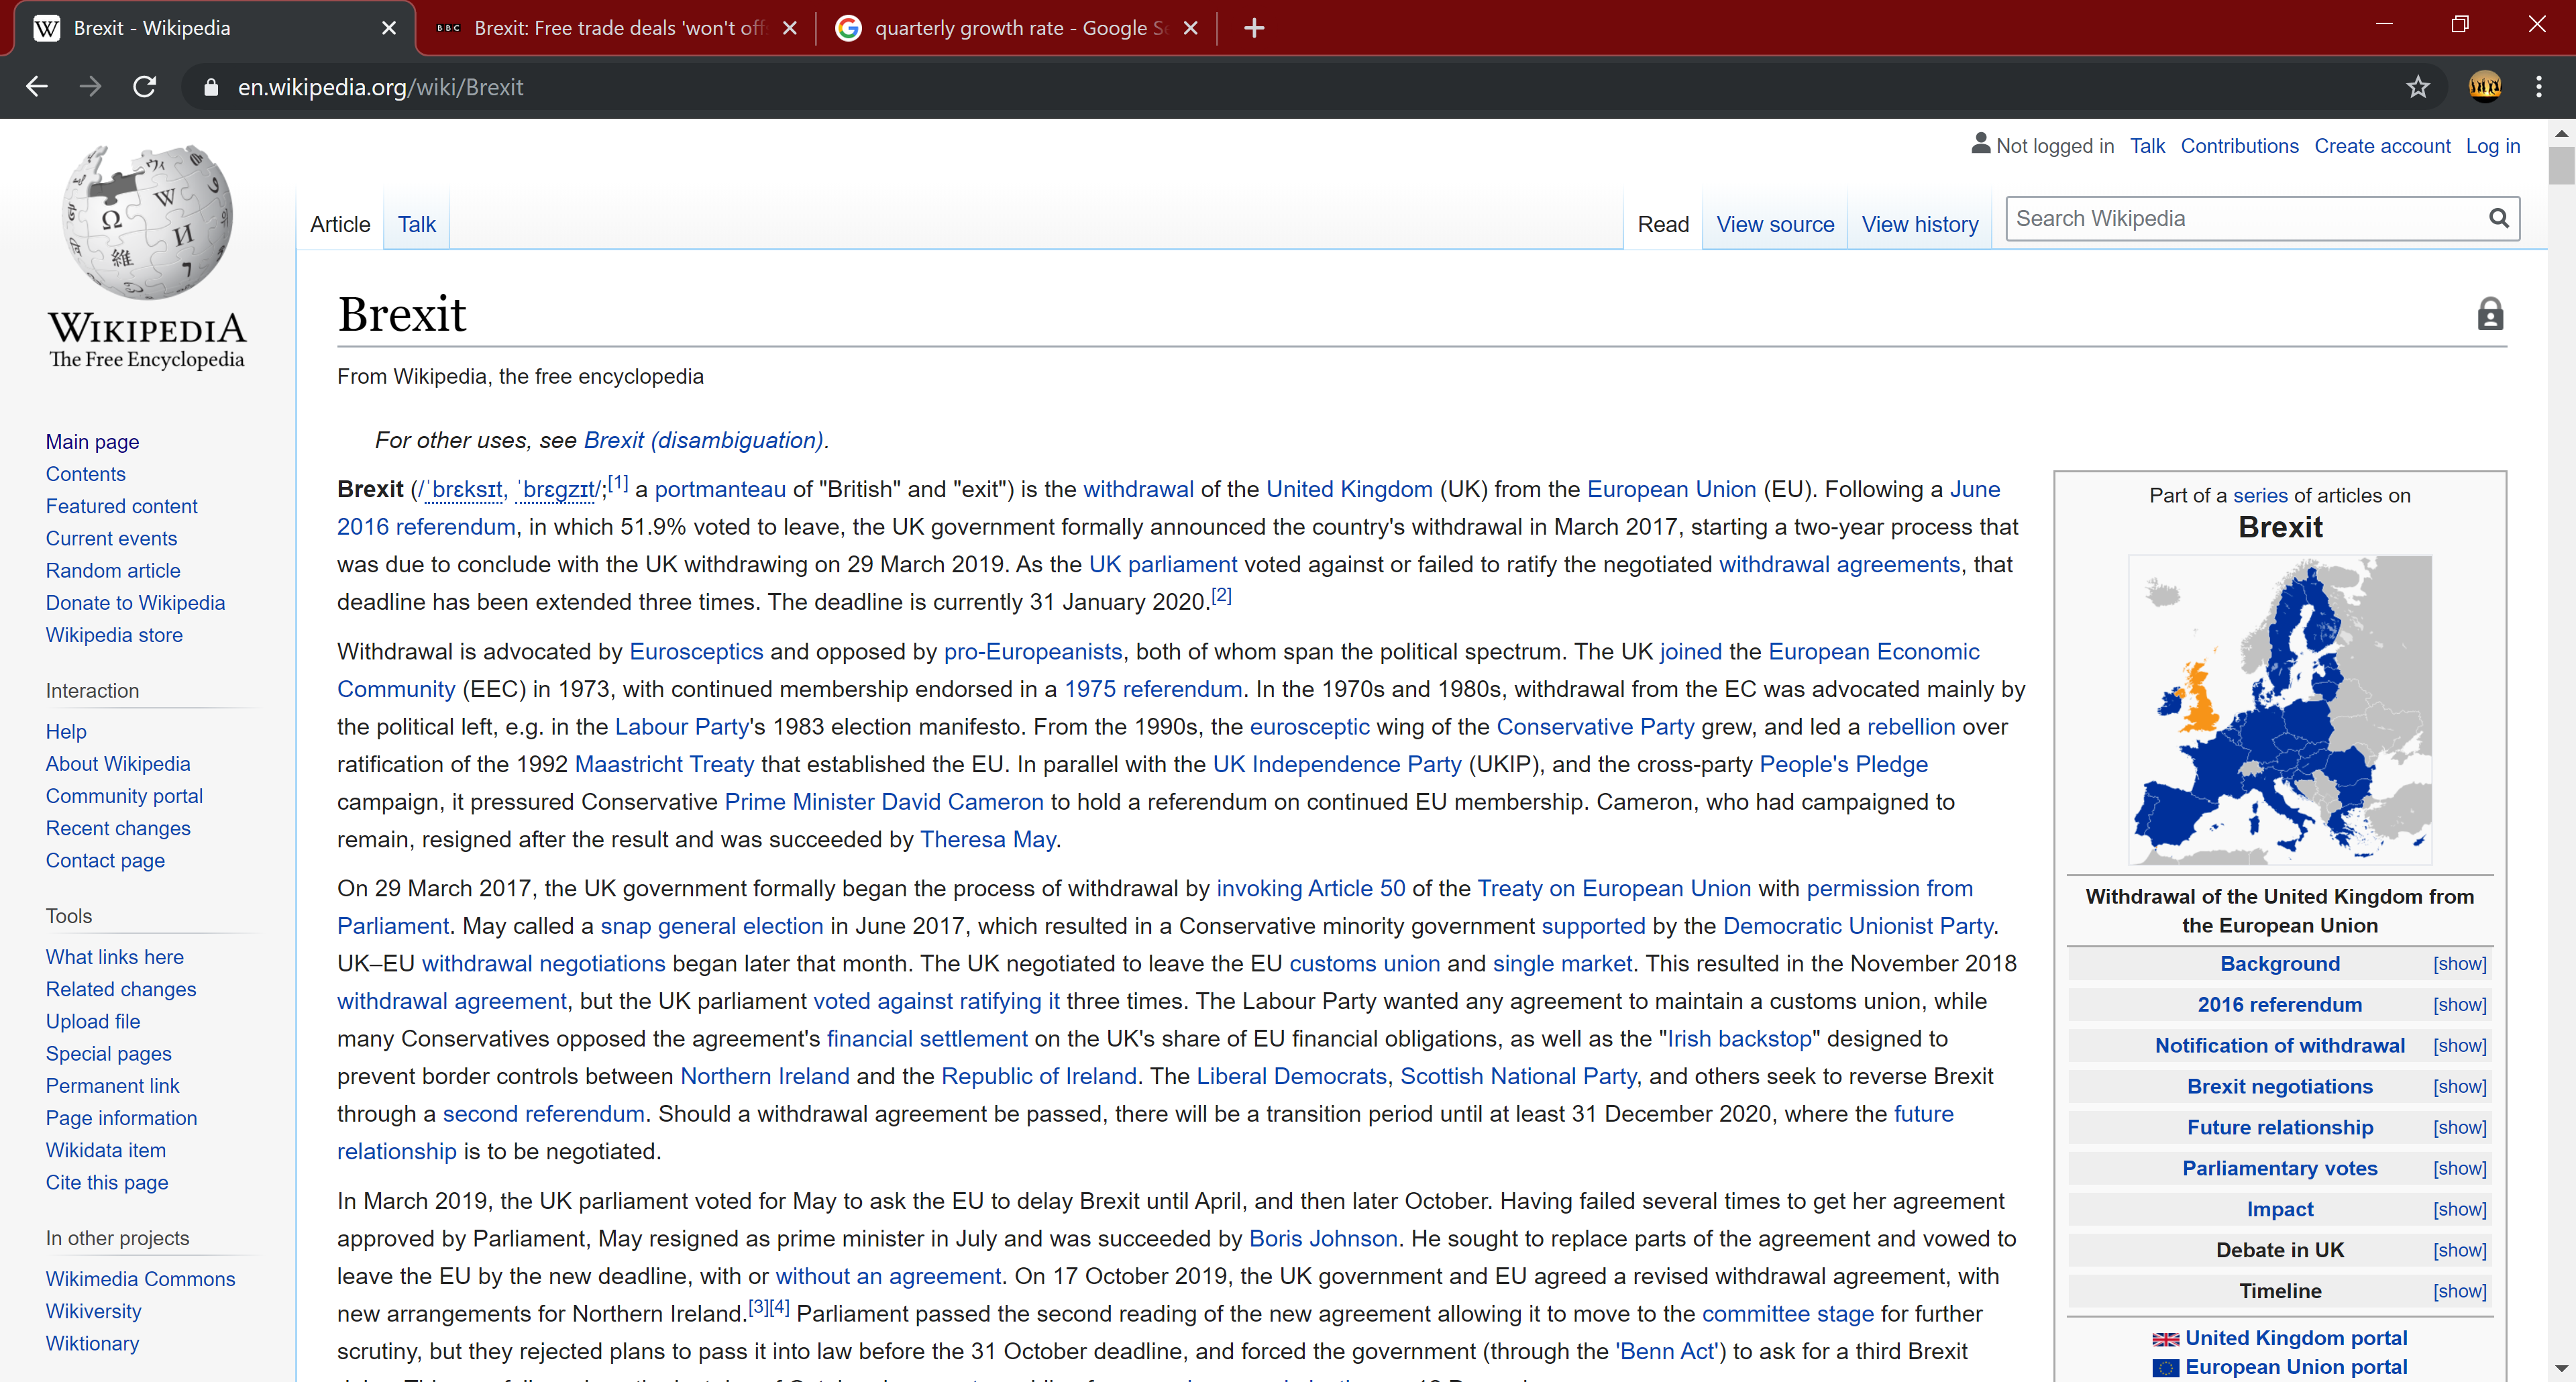 Brexit - Wikipedia
BBC
Brexit: Free trade deals 'won't off
quarterly growth rate - Google Se
en.wikipedia.org/wiki/Brexit
WIKIPEDIA
The Free Encyclopedia
Main page
Contents
Featured content
Current events
Random article
Donate to Wikipedia
Wikipedia store
Interaction
Help
About Wikipedia
Community portal
Recent changes
Contact page
Tools
What links here
Related changes
Upload file
Special pages
Permanent link
Page information
Wikidata item
Cite this page
In other projects
Wikimedia Commons
Wikiversity
Wiktionary
Not logged in Talk Contributions Create account Log in
Article Talk
Read View source View history
Search Wikipedia
Brexit
From Wikipedia, the free encyclopedia
For other uses, see Brexit (disambiguation).
Brexit (/ˈbrɛksɪt, ˈbrɛɡzɪt/;[1] a portmanteau of "British" and "exit") is the withdrawal of the United Kingdom (UK) from the European Union (EU). Following a June
2016 referendum, in which 51.9% voted to leave, the UK government formally announced the country's withdrawal in March 2017, starting a two-year process that
was due to conclude with the UK withdrawing on 29 March 2019. As the UK parliament voted against or failed to ratify the negotiated withdrawal agreements, that
deadline has been extended three times. The deadline is currently 31 January 2020.[2]
Withdrawal is advocated by Eurosceptics and opposed by pro-Europeanists, both of whom span the political spectrum. The UK joined the European Economic
Community (EEC) in 1973, with continued membership endorsed in a 1975 referendum. In the 1970s and 1980s, withdrawal from the EC was advocated mainly by
the political left, e.g. in the Labour Party's 1983 election manifesto. From the 1990s, the eurosceptic wing of the Conservative Party grew, and led a rebellion over
ratification of the 1992 Maastricht Treaty that established the EU. In parallel with the UK Independence Party (UKIP), and the cross-party People's Pledge
campaign, it pressured Conservative Prime Minister David Cameron to hold a referendum on continued EU membership. Cameron, who had campaigned to
remain, resigned after the result and was succeeded by Theresa May.
On 29 March 2017, the UK government formally began the process of withdrawal by invoking Article 50 of the Treaty on European Union with permission from
Parliament. May called a snap general election in June 2017, which resulted in a Conservative minority government supported by the Democratic Unionist Party.
UK–EU withdrawal negotiations began later that month. The UK negotiated to leave the EU customs union and single market. This resulted in the November 2018
withdrawal agreement, but the UK parliament voted against ratifying it three times. The Labour Party wanted any agreement to maintain a customs union, while
many Conservatives opposed the agreement's financial settlement on the UK's share of EU financial obligations, as well as the "Irish backstop" designed to
prevent border controls between Northern Ireland and the Republic of Ireland. The Liberal Democrats, Scottish National Party, and others seek to reverse Brexit
through a second referendum. Should a withdrawal agreement be passed, there will be a transition period until at least 31 December 2020, where the future
relationship is to be negotiated.
In March 2019, the UK parliament voted for May to ask the EU to delay Brexit until April, and then later October. Having failed several times to get her agreement
approved by Parliament, May resigned as prime minister in July and was succeeded by Boris Johnson. He sought to replace parts of the agreement and vowed to
leave the EU by the new deadline, with or without an agreement. On 17 October 2019, the UK government and EU agreed a revised withdrawal agreement, with
new arrangements for Northern Ireland.[3][4] Parliament passed the second reading of the new agreement allowing it to move to the committee stage for further
scrutiny, but they rejected plans to pass it into law before the 31 October deadline, and forced the government (through the 'Benn Act') to ask for a third Brexit
Part of a series of articles on
Brexit
Withdrawal of the United Kingdom from
the European Union
Background [show]
2016 referendum [show]
Notification of withdrawal [show]
Brexit negotiations [show]
Future relationship [show]
Parliamentary votes [show]
Impact [show]
Debate in UK [show]
Timeline [show]
United Kingdom portal
European Union portal